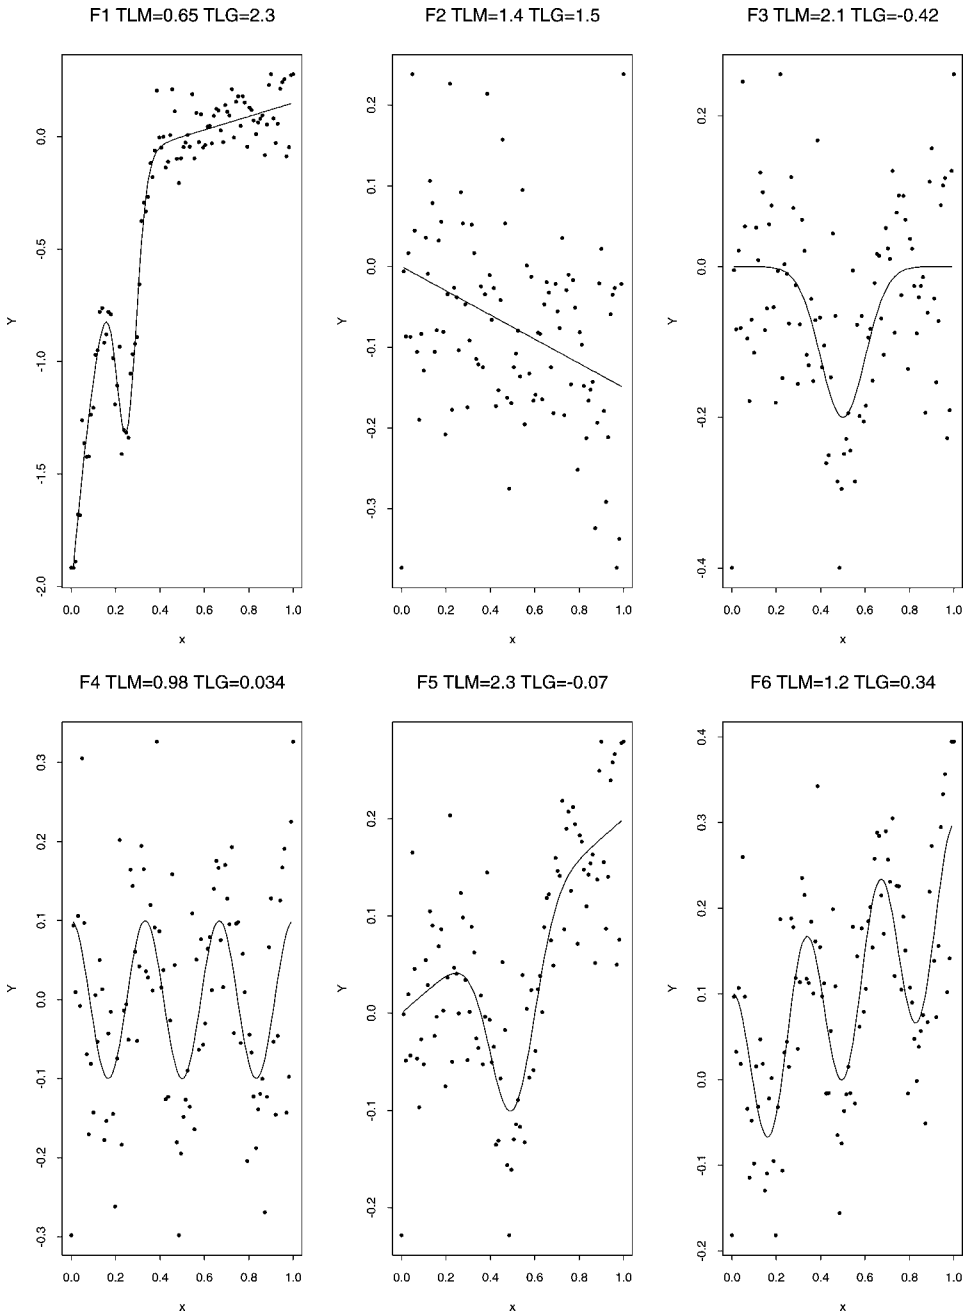 F1 TLM=0.65 TLG=2.3
F2 TLM=1.4 TLG=1.5
F3 TLM=2.1 TLG=-0.42
0.0
-0.5
-1.0
-1.5
-2.0
Y
0.0 0.2 0.4 0.6 0.8 1.0
x
0.2
0.1
0.0
-0.1
-0.2
-0.3
Y
0.0 0.2 0.4 0.6 0.8 1.0
x
0.2
0.0
-0.2
-0.4
Y
0.0 0.2 0.4 0.6 0.8 1.0
x
F4 TLM=0.98 TLG=0.034
F5 TLM=2.3 TLG=-0.07
F6 TLM=1.2 TLG=0.34
0.3
0.2
0.1
0.0
-0.1
-0.2
-0.3
Y
0.0 0.2 0.4 0.6 0.8 1.0
x
0.2
0.1
0.0
-0.1
-0.2
Y
0.0 0.2 0.4 0.6 0.8 1.0
x
0.4
0.3
0.2
0.1
0.0
-0.1
-0.2
Y
0.0 0.2 0.4 0.6 0.8 1.0
x